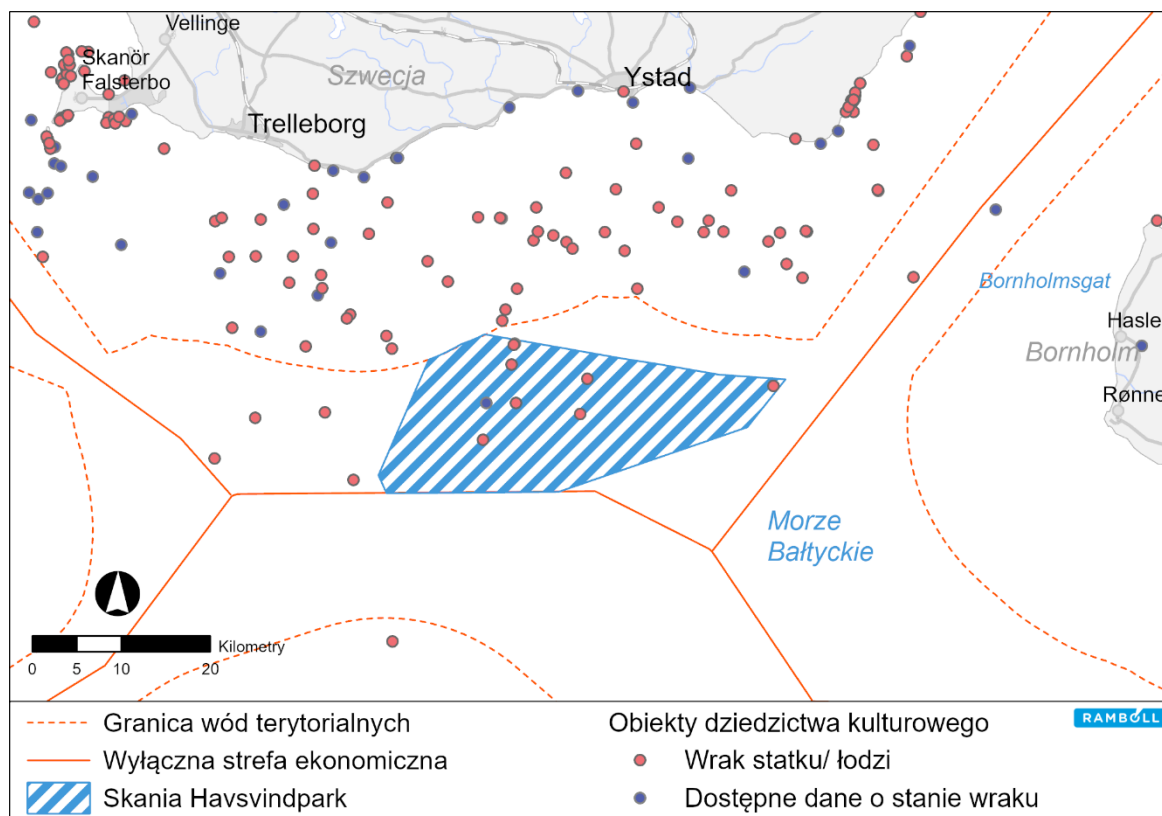 Vellinge
Skanör
Falsterbo
Szwecja
Ystad
Trelleborg
Bornholmsgat
Hasle
Bornholm
Rønne
Morze
Bałtyckie
Kilometry
0 5 10 20
Granica wód terytorialnych
Wyłączna strefa ekonomiczna
Skania Havsvindpark
Obiekty dziedzictwa kulturowego
Wrak statku/ łodzi
Dostępne dane o stanie wraku
RAMBOLL